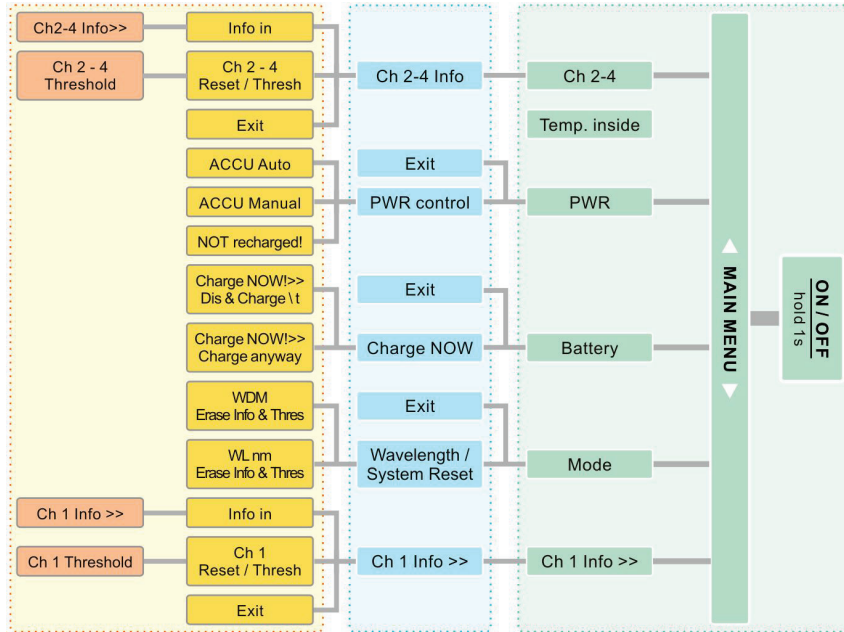 Ch2-4 Info>>
Info in
Ch 2 - 4
Threshold
Ch 2 - 4
Reset / Thresh
Ch 2-4 Info
Ch 2-4
Exit
Temp. inside
ACCU Auto
Exit
ACCU Manual
PWR control
PWR
NOT recharged!
Charge NOW!>>
Dis & Charge \ t
Exit
Charge NOW!>>
Charge anyway
Charge NOW
Battery
WDM
Erase Info & Thres
Exit
WL nm
Erase Info & Thres
Wavelength /
System Reset
Mode
Ch 1 Info >>
Info in
Ch 1 Threshold
Ch 1
Reset / Thresh
Ch 1 Info >>
Ch 1 Info >>
Exit
◀ MAIN MENU ▶
ON / OFF
hold 1s